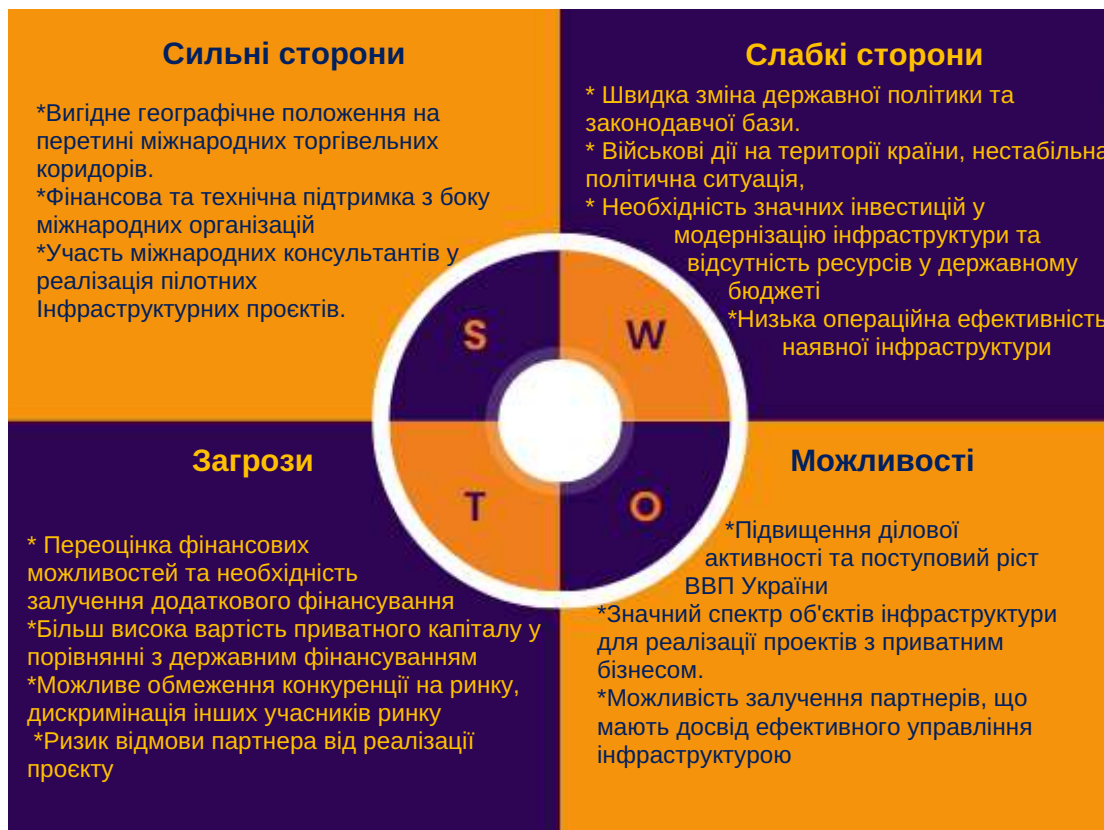 Сильні сторони
*Вигідне географічне положення на
перетині міжнародних торгівельних
коридорів.
*Фінансова та технічна підтримка з боку
міжнародних організацій
*Участь міжнародних консультантів у
реалізація пілотних
Інфраструктурних проєктів.
Слабкі сторони
* Швидка зміна державної політики та
законодавчої бази.
* Військові дії на території країни, нестабільна
політична ситуація,
* Необхідність значних інвестицій у
модернізацію інфраструктури та
відсутність ресурсів у державному
бюджеті
*Низька операційна ефективність
наявної інфраструктури
S
W
T
O
Загрози
* Переоцінка фінансових
можливостей та необхідність
залучення додаткового фінансування
*Більш висока вартість приватного капіталу у
порівнянні з державним фінансуванням
*Можливе обмеження конкуренції на ринку,
дискримінація інших учасників ринку
*Ризик відмови партнера від реалізації
проєкту
Можливості
*Підвищення ділової
активності та поступовий ріст
ВВП України
*Значний спектр об'єктів інфраструктури
для реалізації проектів з приватним
бізнесом.
*Можливість залучення партнерів, що
мають досвід ефективного управління
інфраструктурою